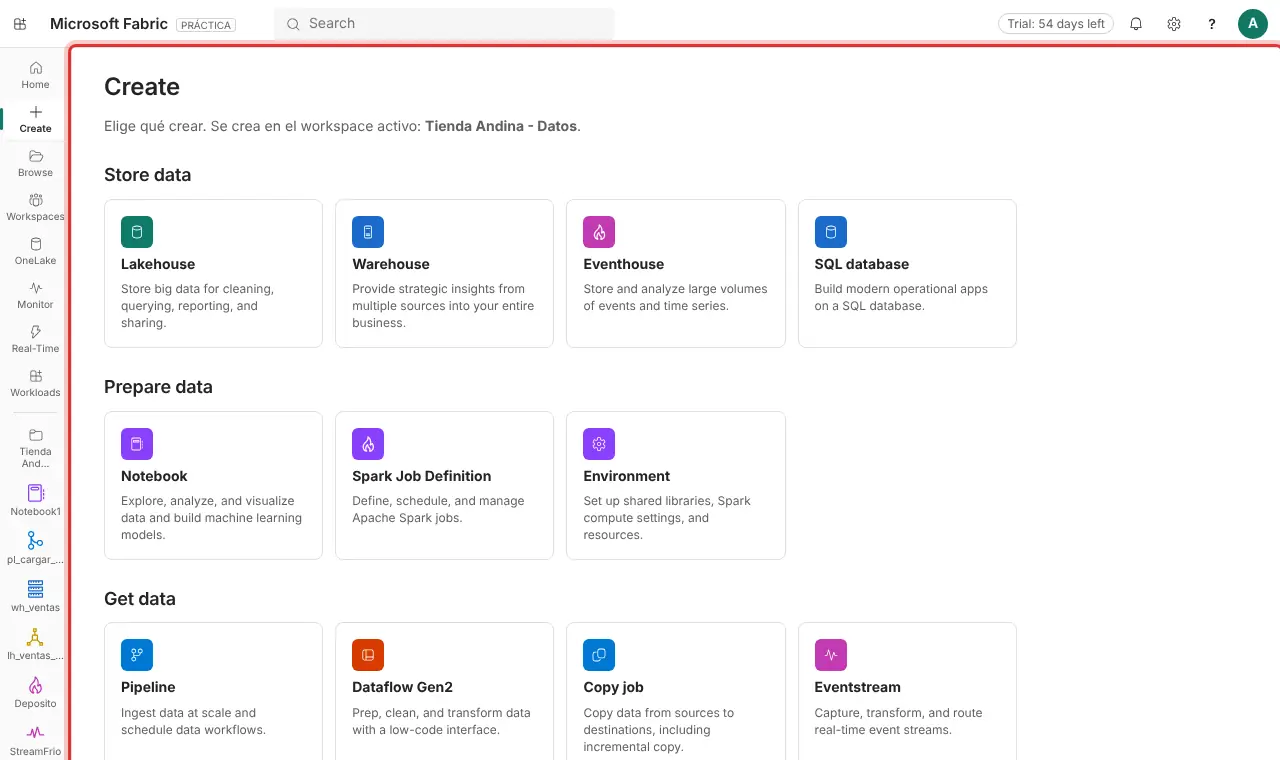 Microsoft Fabric PRÁCTICA
Search
Trial: 54 days left
?
A
Home
Create
Browse
Workspaces
OneLake
Monitor
Real-Time
Workloads
Tienda
And...
Notebook1
pl_cargar_...
wh_ventas
lh_ventas_...
Deposito
StreamFrio
Create
Elige qué crear. Se crea en el workspace activo: Tienda Andina - Datos.
Store data
Lakehouse
Store big data for cleaning,
querying, reporting, and
sharing.
Warehouse
Provide strategic insights from
multiple sources into your entire
business.
Eventhouse
Store and analyze large volumes
of events and time series.
SQL database
Build modern operational apps
on a SQL database.
Prepare data
Notebook
Explore, analyze, and visualize
data and build machine learning
models.
Spark Job Definition
Define, schedule, and manage
Apache Spark jobs.
Environment
Set up shared libraries, Spark
compute settings, and
resources.
Get data
Pipeline
Ingest data at scale and
schedule data workflows.
Dataflow Gen2
Prep, clean, and transform data
with a low-code interface.
Copy job
Copy data from sources to
destinations, including
incremental copy.
Eventstream
Capture, transform, and route
real-time event streams.